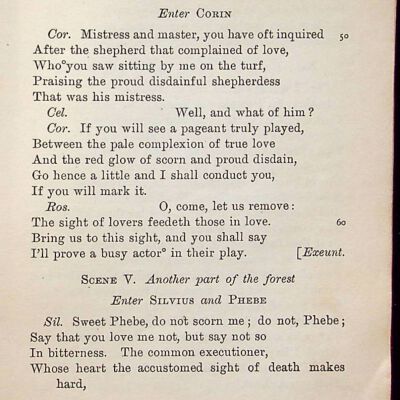 Enter CORIN
Cor. Mistress and master, you have oft inquired 50
After the shepherd that complained of love,
Who° you saw sitting by me on the turf,
Praising the proud disdainful shepherdess
That was his mistress.
Cel. Well, and what of him?
Cor. If you will see a pageant truly played,
Between the pale complexion of true love
And the red glow of scorn and proud disdain,
Go hence a little and I shall conduct you,
If you will mark it.
Ros. O, come, let us remove:
The sight of lovers feedeth those in love. 60
Bring us to this sight, and you shall say
I'll prove a busy actor° in their play. [Exeunt.
SCENE V. Another part of the forest
Enter SILVIUS and PHEBE
Sil. Sweet Phebe, do not scorn me; do not, Phebe;
Say that you love me not, but say not so
In bitterness. The common executioner,
Whose heart the accustomed sight of death makes
hard,